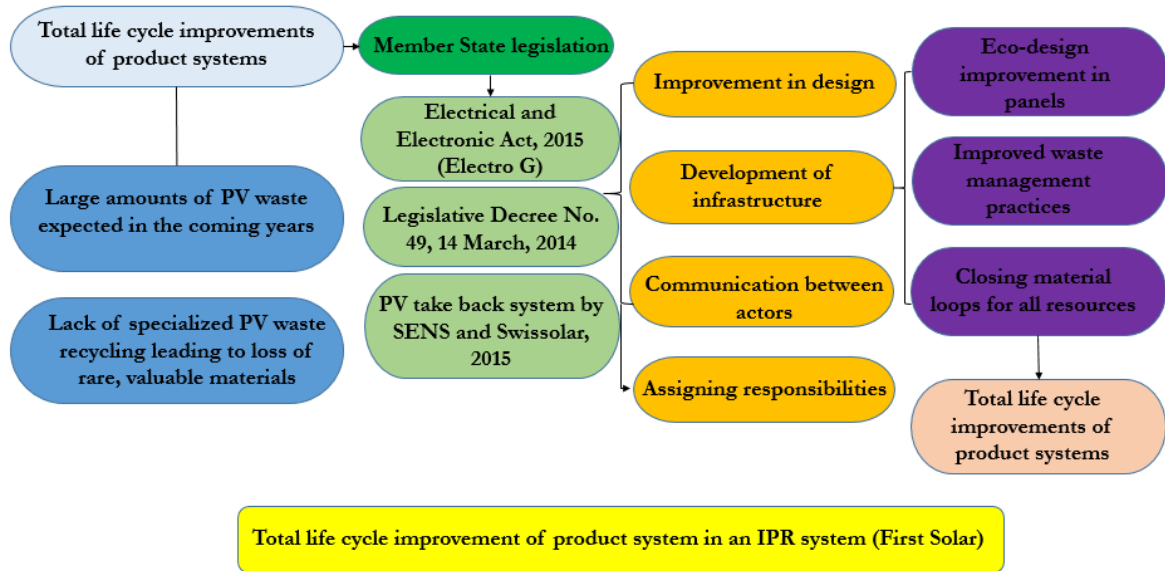 Total life cycle improvements
of product systems
Large amounts of PV waste
expected in the coming years
Lack of specialized PV waste
recycling leading to loss of
rare, valuable materials
Member State legislation
Electrical and
Electronic Act, 2015
(Electro G)
Legislative Decree No.
49, 14 March, 2014
PV take back system by
SENS and Swissolar,
2015
Improvement in design
Development of
infrastructure
Communication between
actors
Assigning responsibilities
Eco-design
improvement in
panels
Improved waste
management
practices
Closing material
loops for all resources
Total life cycle
improvements of
product systems
Total life cycle improvement of product system in an IPR system (First Solar)